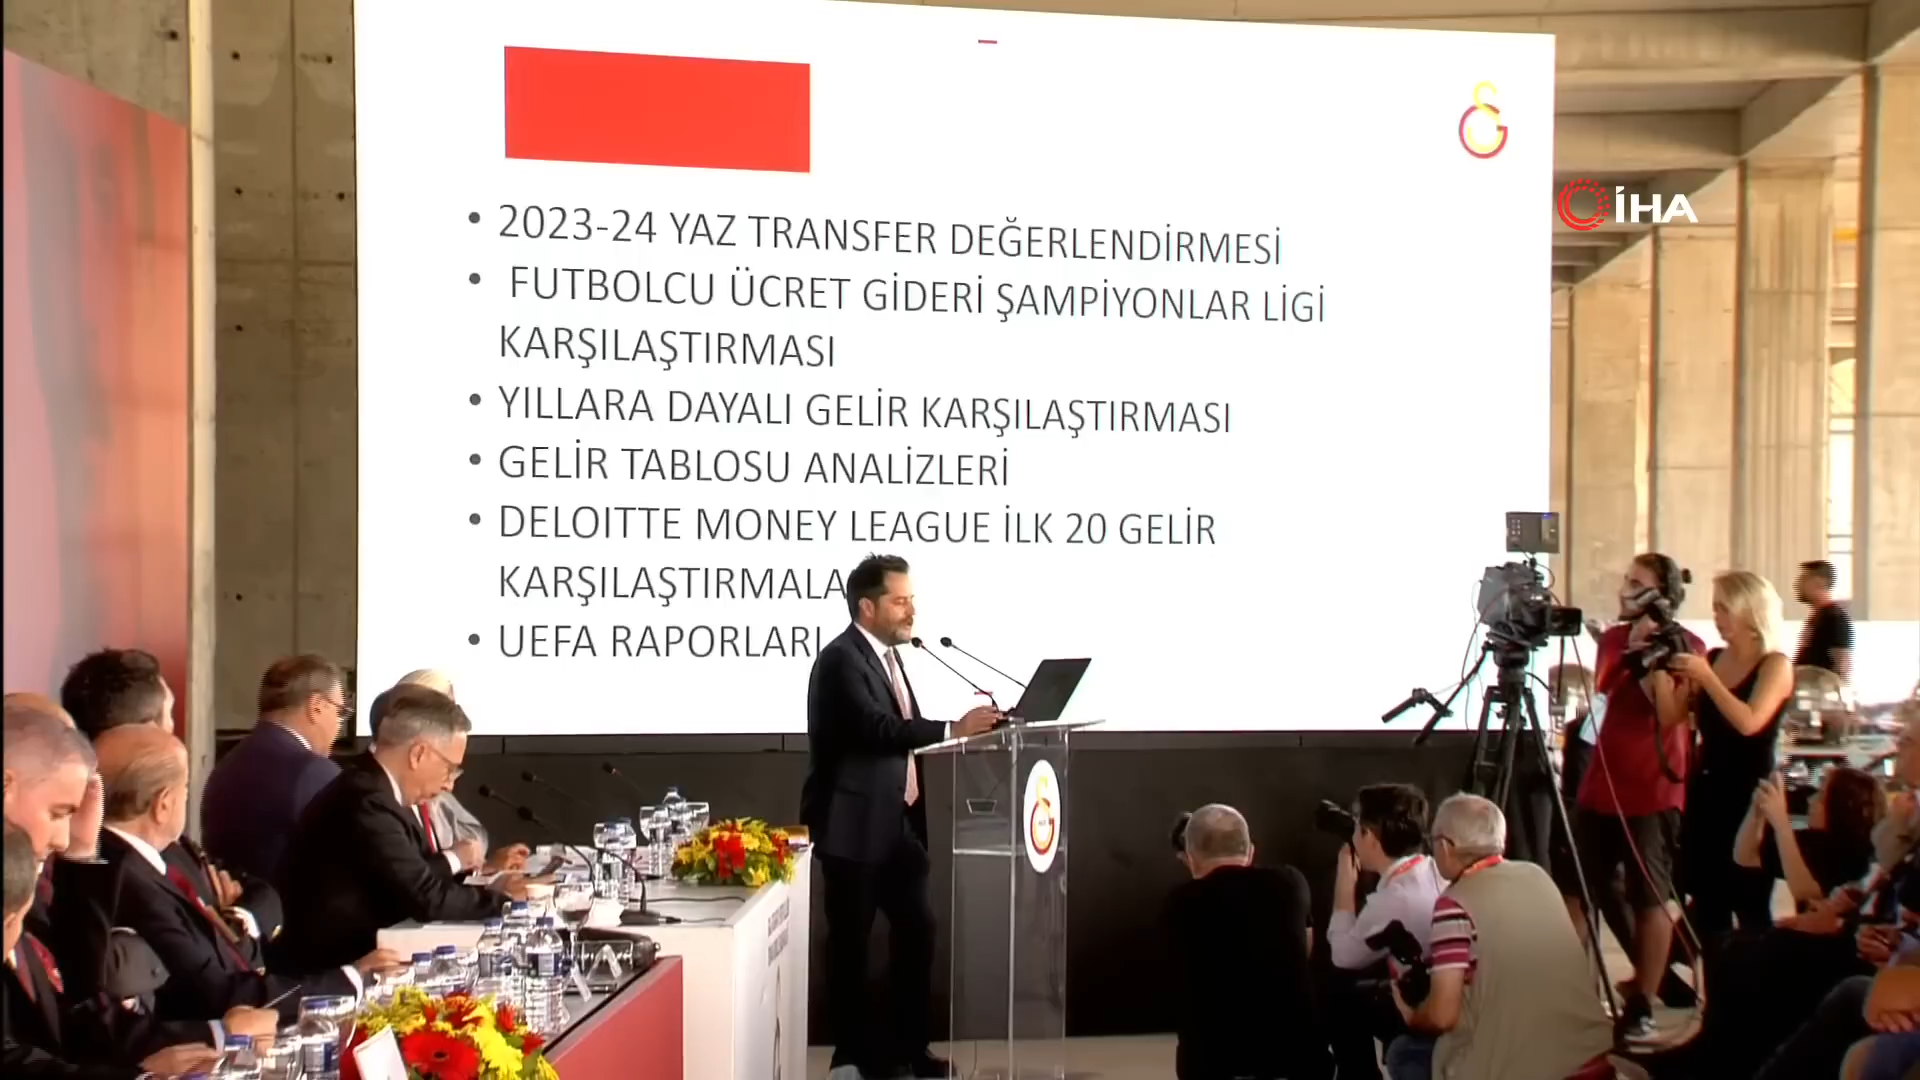 • 2023-24 YAZ TRANSFER DEĞERLENDİRMESİ
İHA
• FUTBOLCU ÜCRET GİDERİ ŞAMPİYONLAR LİGİ
KARŞILAŞTIRMASI
• YILLARA DAYALI GELİR KARŞILAŞTIRMASI
• GELİR TABLOSU ANALİZLERİ
• DELOITTE MONEY LEAGUE İLK 20 GELİR
KARŞILAŞTIRMALA
• UEFA RAPORLARI